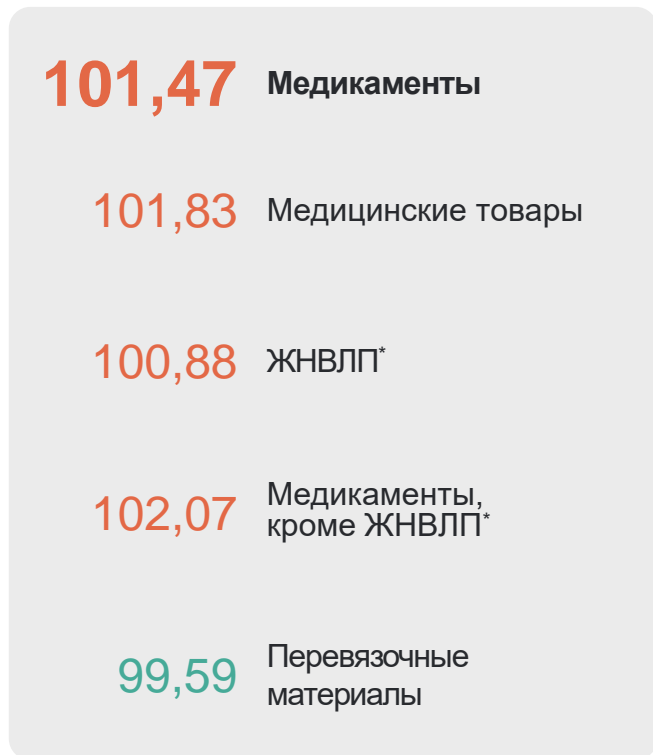 101,47 Медикаменты
101,83 Медицинские товары
100,88 ЖНВЛП*
102,07 Медикаменты,
кроме ЖНВЛП*
99,59 Перевязочные
материалы